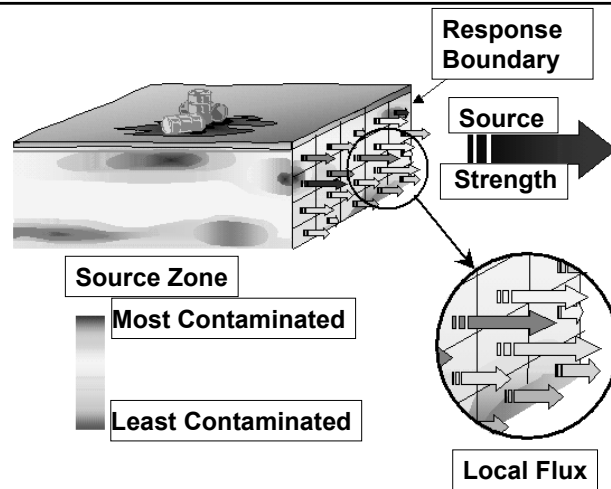 Response
Boundary
Source
Strength
Source Zone
Most Contaminated
Least Contaminated
Local Flux